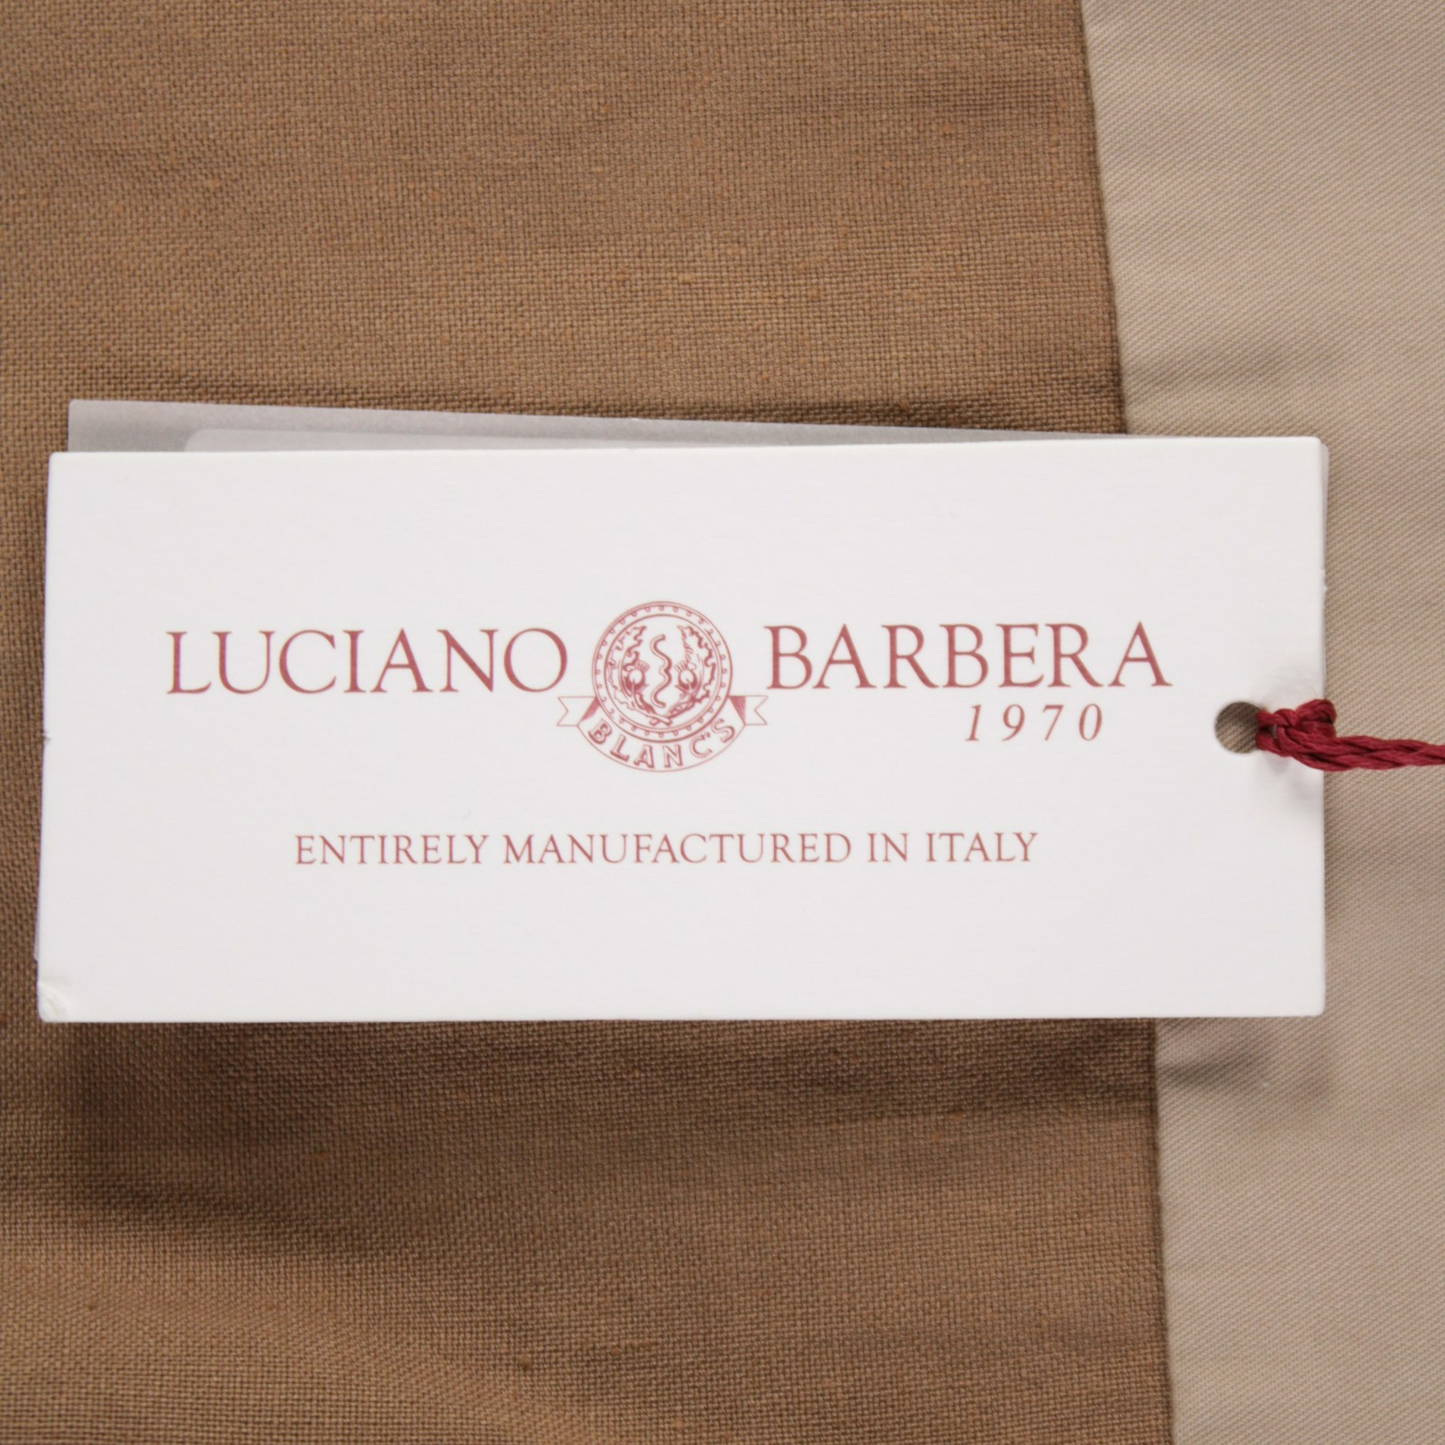 LUCIANO BARBERA
1970
BLANC'S
ENTIRELY MANUFACTURED IN ITALY